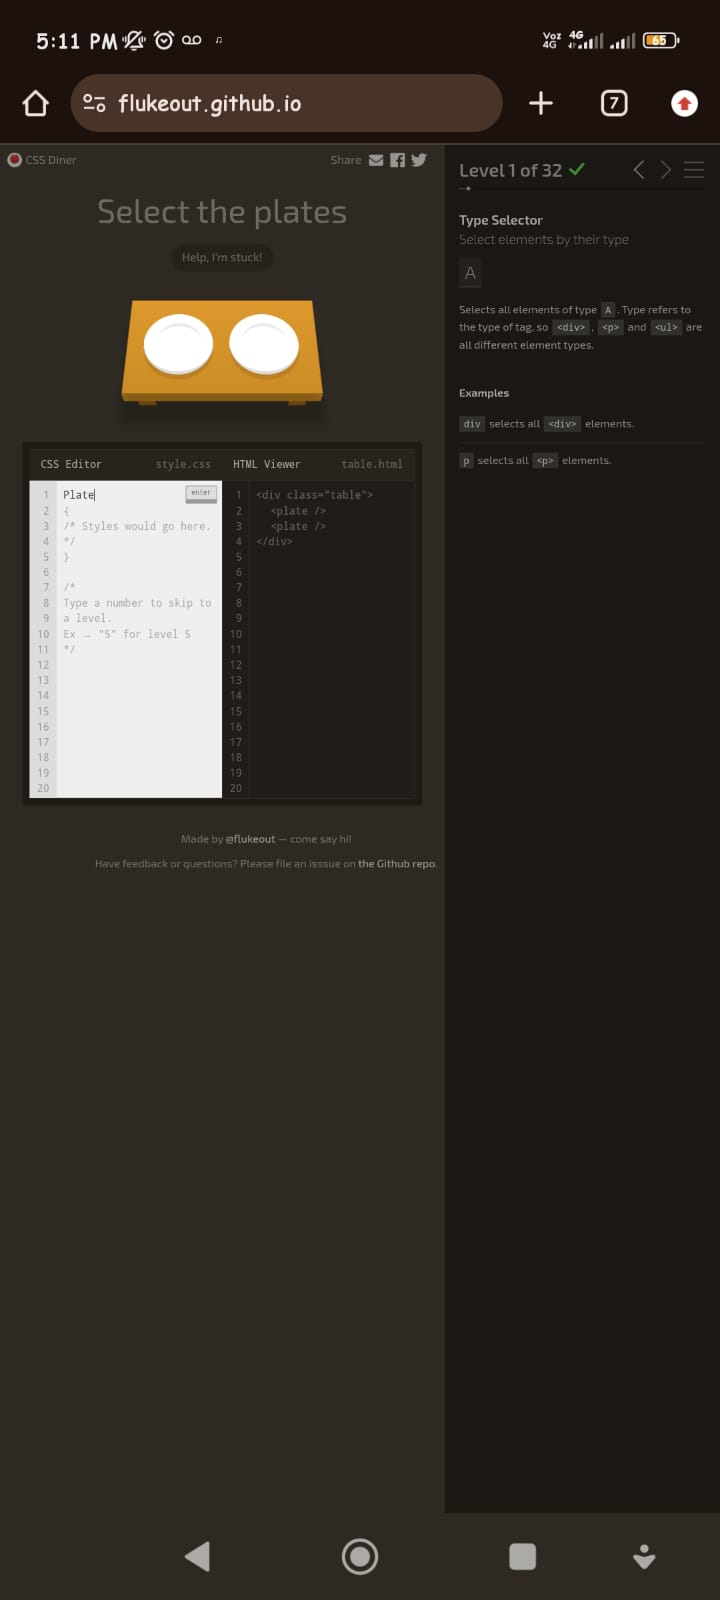 5:11 PM
Voz 4G 4G 65
flukeout.github.io
7
CSS Diner
Share
Select the plates
Help, I'm stuck!
CSS Editor style.css
1 Plate
enter
2 {
3 /* Styles would go here.
4 */
5 }
6
7 /*
8 Type a number to skip to
9 a level.
10 Ex → "5" for level 5
11 */
12
13
14
15
16
17
18
19
20
HTML Viewer table.html
1 <div class="table">
2 <plate />
3 <plate />
4 </div>
5
6
7
8
9
10
11
12
13
14
15
16
17
18
19
20
Made by @flukeout — come say hi!
Have feedback or questions? Please file an isssue on the Github repo.
Level 1 of 32
Type Selector
Select elements by their type
A
Selects all elements of type A . Type refers to
the type of tag, so <div> , <p> and <ul> are
all different element types.
Examples
div selects all <div> elements.
p selects all <p> elements.